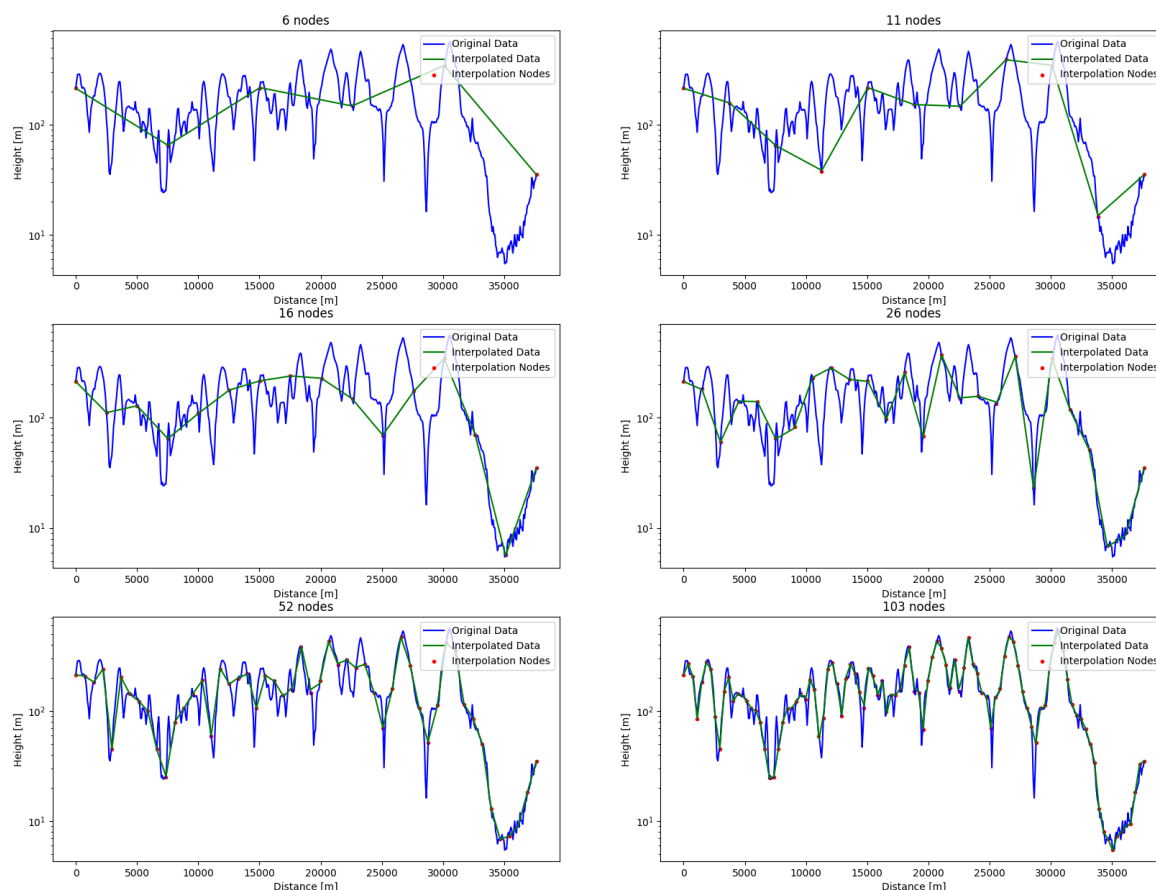 6 nodes
Original Data
Interpolated Data
Interpolation Nodes
Height [m]
10²
10¹
0 5000 10000 15000 20000 25000 30000 35000
Distance [m]
11 nodes
Original Data
Interpolated Data
Interpolation Nodes
Height [m]
10²
10¹
0 5000 10000 15000 20000 25000 30000 35000
Distance [m]
16 nodes
Original Data
Interpolated Data
Interpolation Nodes
Height [m]
10²
10¹
0 5000 10000 15000 20000 25000 30000 35000
Distance [m]
26 nodes
Original Data
Interpolated Data
Interpolation Nodes
Height [m]
10²
10¹
0 5000 10000 15000 20000 25000 30000 35000
Distance [m]
52 nodes
Original Data
Interpolated Data
Interpolation Nodes
Height [m]
10²
10¹
0 5000 10000 15000 20000 25000 30000 35000
Distance [m]
103 nodes
Original Data
Interpolated Data
Interpolation Nodes
Height [m]
10²
10¹
0 5000 10000 15000 20000 25000 30000 35000
Distance [m]